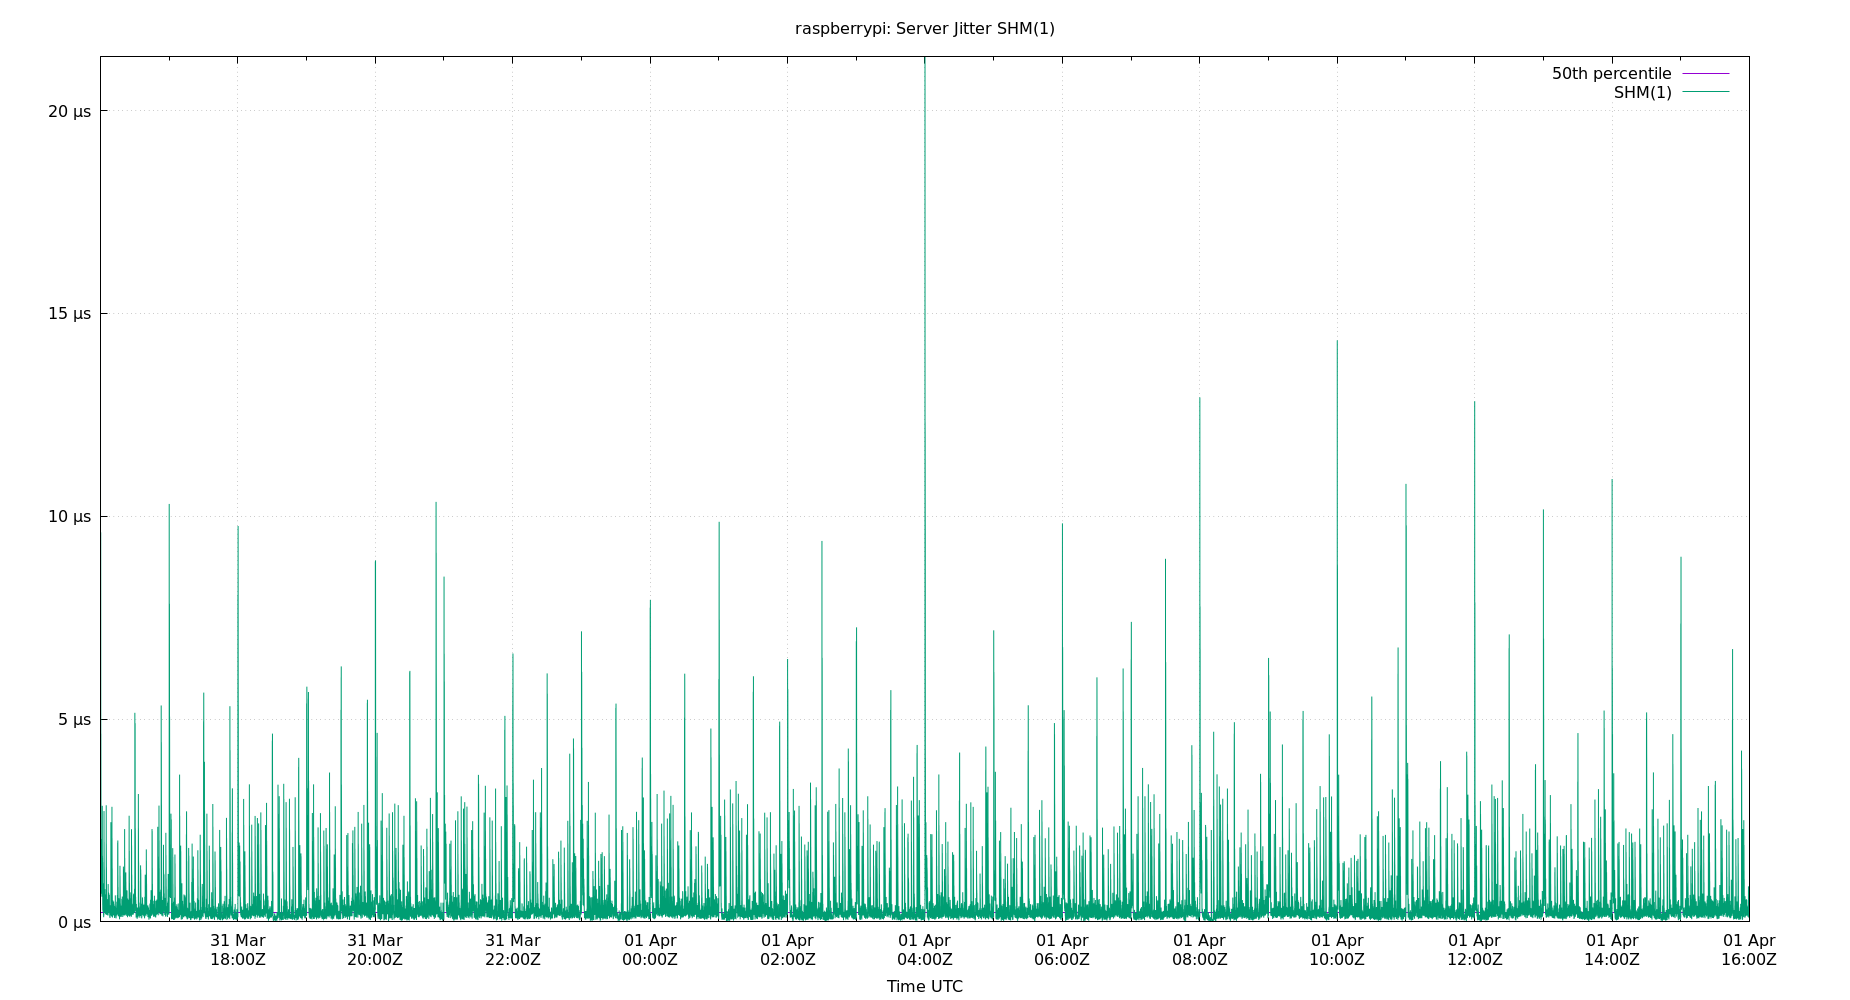 raspberrypi: Server Jitter SHM(1)
50th percentile
SHM(1)
20 µs
15 µs
10 µs
5 µs
0 µs
31 Mar 31 Mar 31 Mar 01 Apr 01 Apr 01 Apr 01 Apr 01 Apr 01 Apr 01 Apr 01 Apr 01 Apr
18:00Z 20:00Z 22:00Z 00:00Z 02:00Z 04:00Z 06:00Z 08:00Z 10:00Z 12:00Z 14:00Z 16:00Z
Time UTC